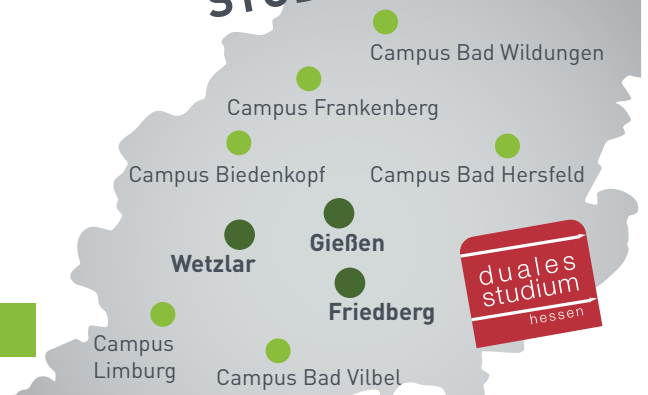 Campus Bad Wildungen
Campus Frankenberg
Campus Biedenkopf
Campus Bad Hersfeld
Gießen
Wetzlar
duales
studium
hessen
Friedberg
Campus
Limburg
Campus Bad Vilbel